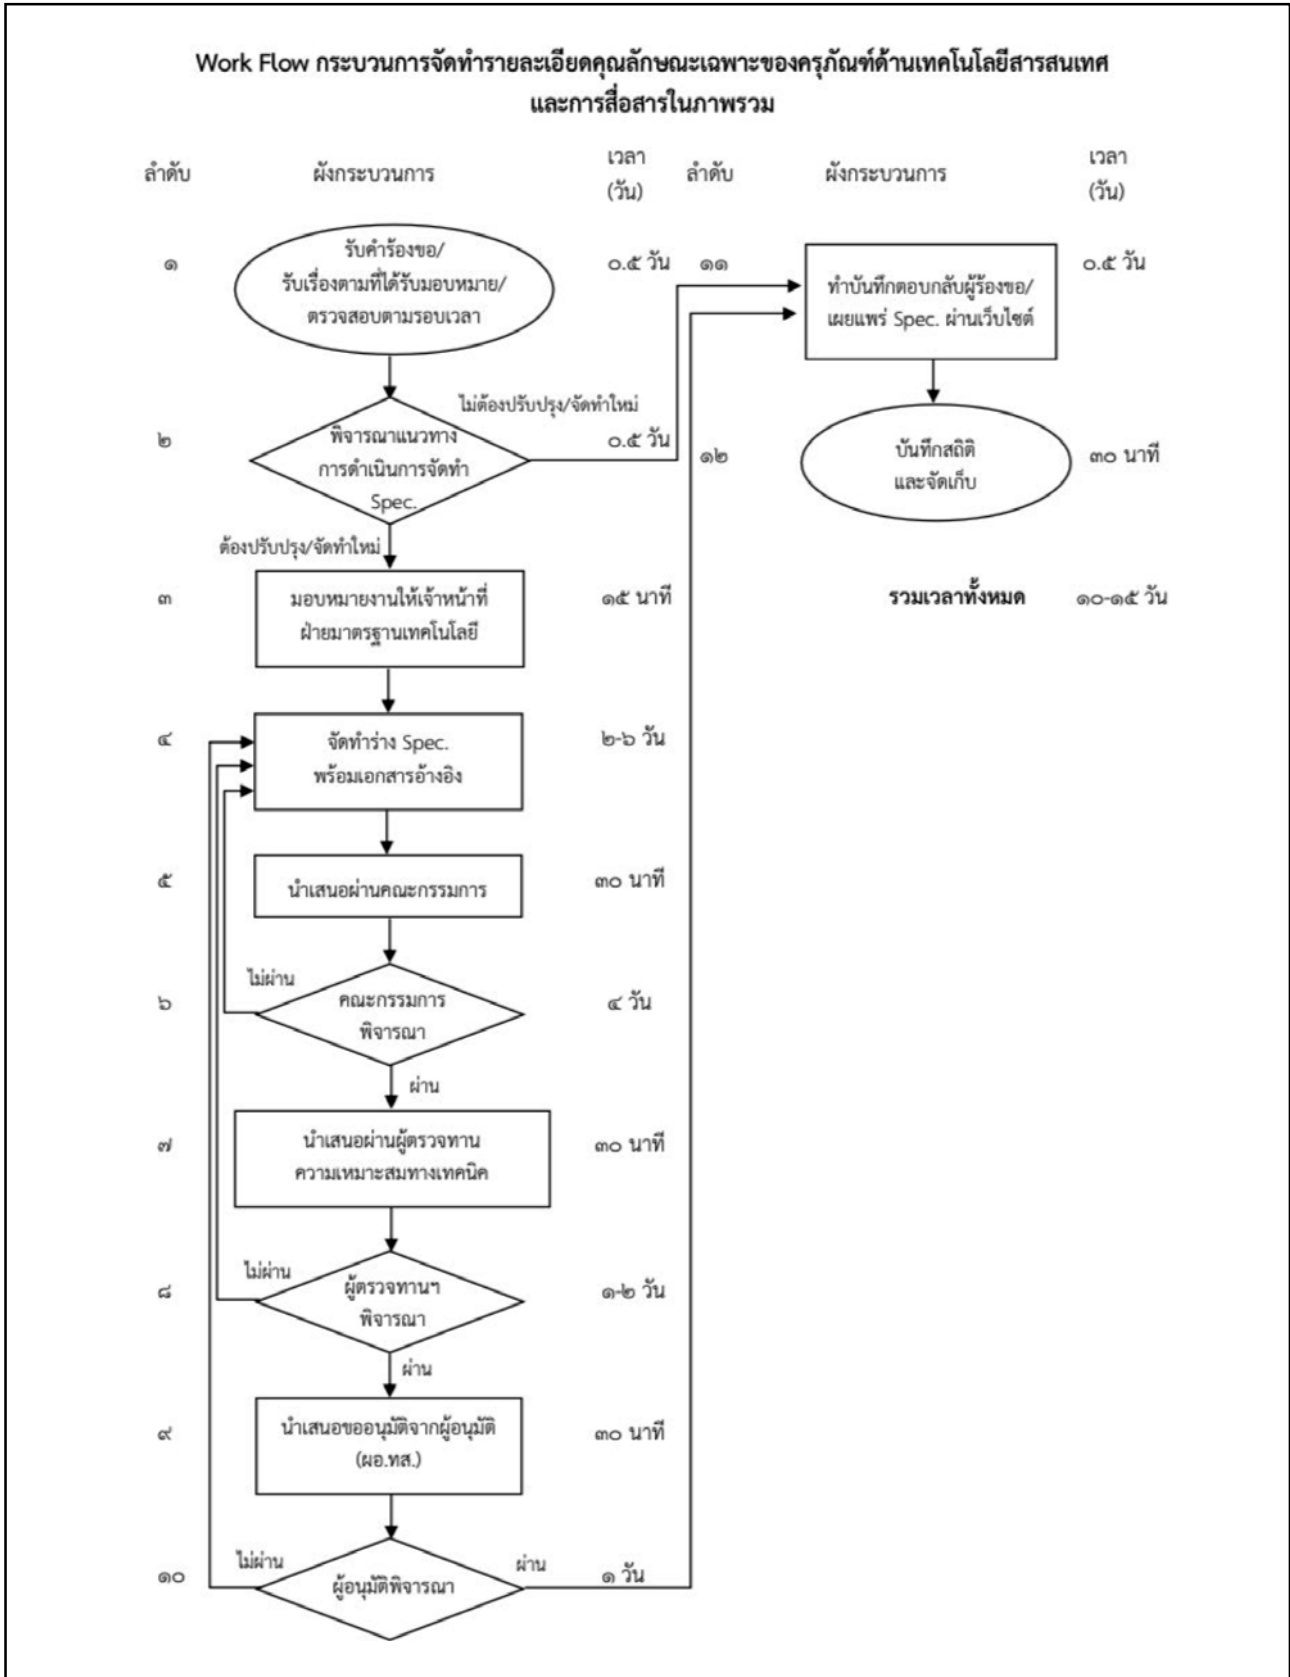 Work Flow กระบวนการจัดทำรายละเอียดคุณลักษณะเฉพาะของครุภัณฑ์ด้านเทคโนโลยีสารสนเทศ
และการสื่อสารในภาพรวม
ลำดับ
ผังกระบวนการ
เวลา
(วัน)
๑
รับคำร้องขอ/
รับเรื่องตามที่ได้รับมอบหมาย/
ตรวจสอบตามรอบเวลา
๐.๕ วัน
๒
พิจารณาแนวทาง
การดำเนินการจัดทำ
Spec.
ไม่ต้องปรับปรุง/จัดทำใหม่
๐.๕ วัน
ต้องปรับปรุง/จัดทำใหม่
๓
มอบหมายงานให้เจ้าหน้าที่
ฝ่ายมาตรฐานเทคโนโลยี
๑๕ นาที
๔
จัดทำร่าง Spec.
พร้อมเอกสารอ้างอิง
๒-๖ วัน
๕
นำเสนอผ่านคณะกรรมการ
๓๐ นาที
ไม่ผ่าน
๖
คณะกรรมการ
พิจารณา
๔ วัน
ผ่าน
๗
นำเสนอผ่านผู้ตรวจทาน
ความเหมาะสมทางเทคนิค
๓๐ นาที
ไม่ผ่าน
๘
ผู้ตรวจทานฯ
พิจารณา
๑-๒ วัน
ผ่าน
๙
นำเสนอขออนุมัติจากผู้อนุมัติ
(ผอ.ทส.)
๓๐ นาที
ไม่ผ่าน
๑๐
ผู้อนุมัติพิจารณา
ผ่าน
๑ วัน
ลำดับ
ผังกระบวนการ
เวลา
(วัน)
๑๑
ทำบันทึกตอบกลับผู้ร้องขอ/
เผยแพร่ Spec. ผ่านเว็บไซต์
๐.๕ วัน
๑๒
บันทึกสถิติ
และจัดเก็บ
๓๐ นาที
รวมเวลาทั้งหมด
๑๐-๑๕ วัน